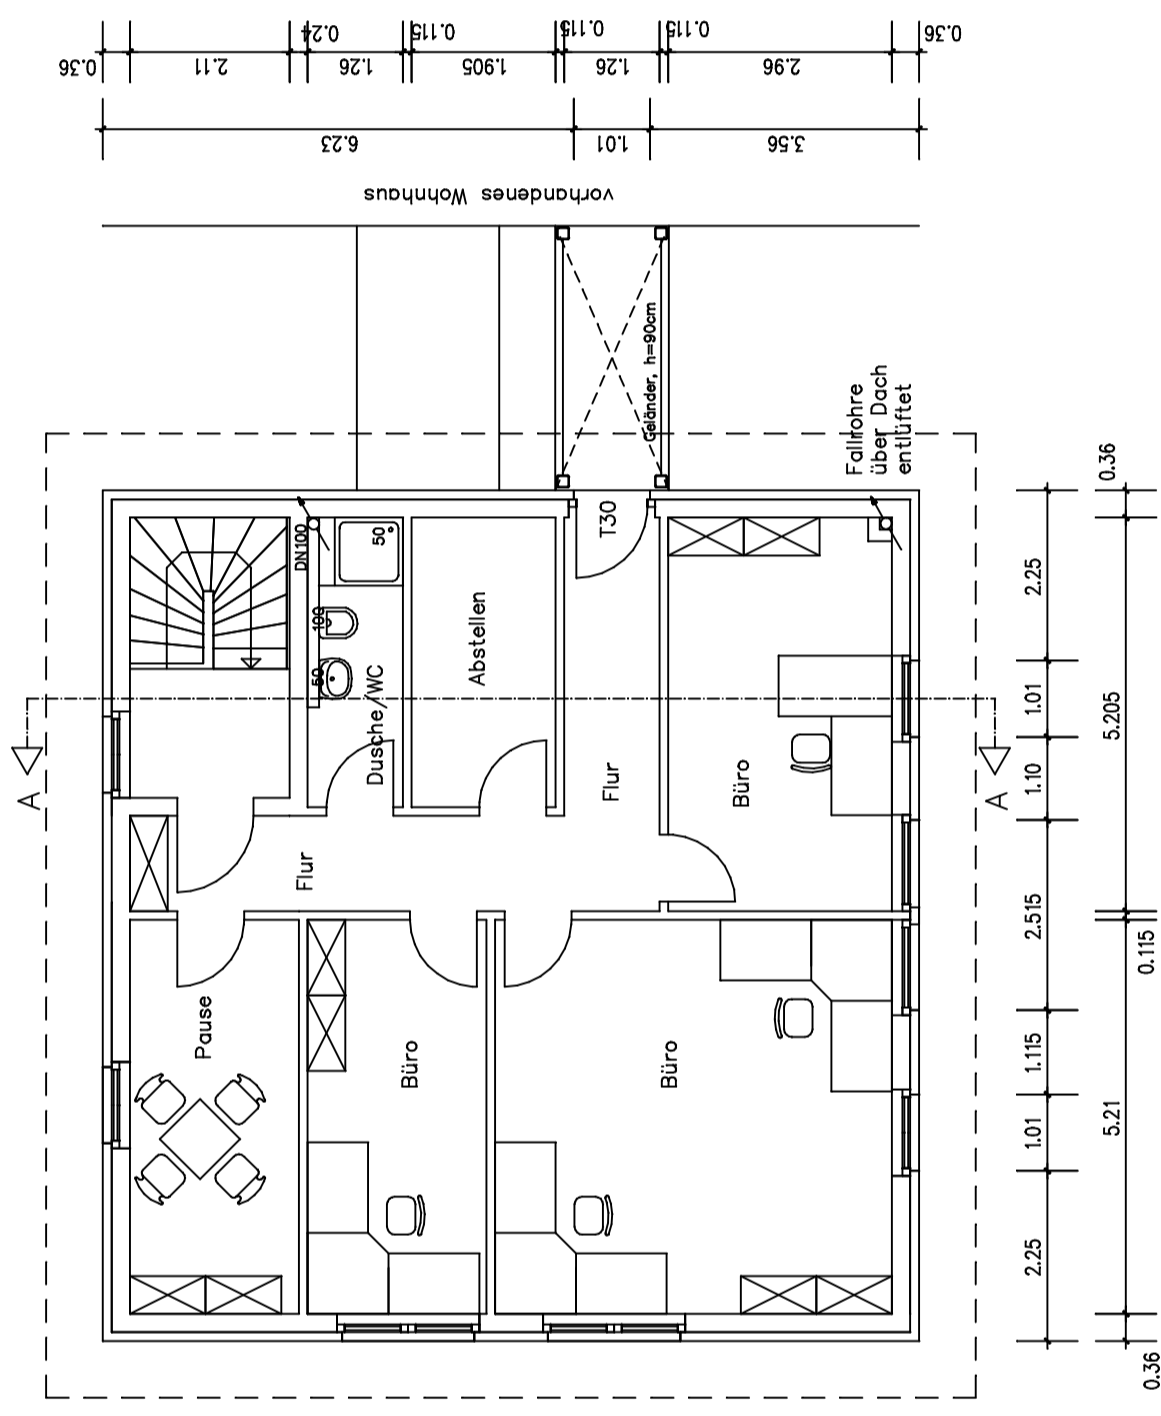 0.36
2.11
0.24
1.26
0.115
1.905
0.115
1.26
0.115
2.96
0.36
6.23
1.01
3.56
vorhandenes Wohnhaus
Geländer, h=90cm
Fallrohre
über Dach
entlüftet
DN100
50
100
50
T30
Dusche/WC
Abstellen
Flur
Büro
Flur
A
A
Pause
Büro
Büro
2.25
1.01
1.10
2.515
1.115
1.01
2.25
0.36
5.205
0.115
5.21
0.36